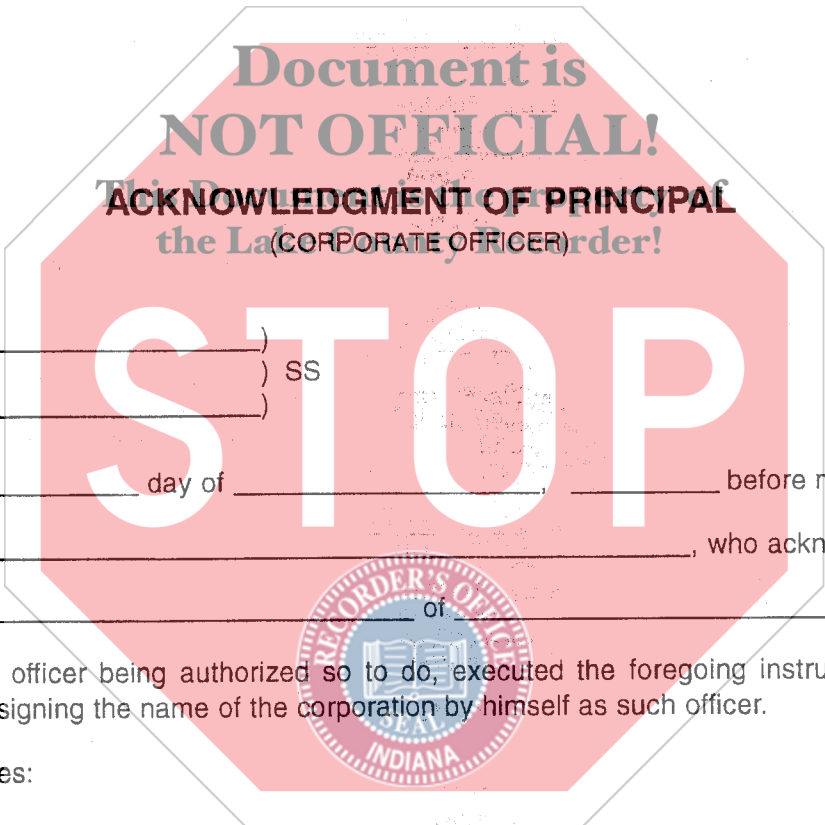 Document is
NOT OFFICIAL!
This Document is the property of
ACKNOWLEDGMENT OF PRINCIPAL
the Lake County Recorder!
(CORPORATE OFFICER)
)
) SS
)
STOP
day of , before m
, who ackn
of
officer being authorized so to do, executed the foregoing instru
signing the name of the corporation by himself as such officer.
es:
RECORDER'S OFFIC
SEAL
INDIANA